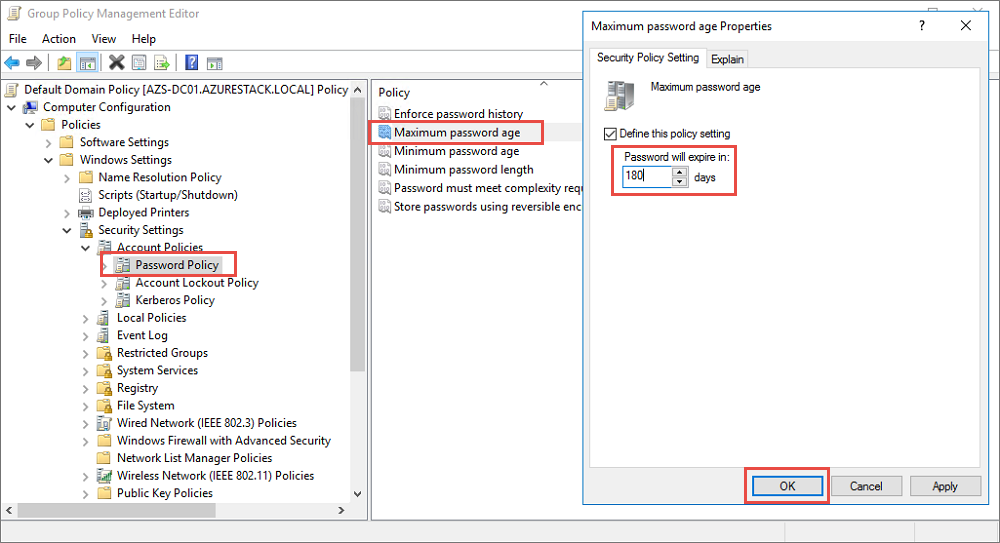 Group Policy Management Editor
File Action View Help
Default Domain Policy [AZS-DC01.AZURESTACK.LOCAL] Policy
Computer Configuration
Policies
Software Settings
Windows Settings
Name Resolution Policy
Scripts (Startup/Shutdown)
Deployed Printers
Security Settings
Account Policies
Password Policy
Account Lockout Policy
Kerberos Policy
Local Policies
Event Log
Restricted Groups
System Services
Registry
File System
Wired Network (IEEE 802.3) Policies
Windows Firewall with Advanced Security
Network List Manager Policies
Wireless Network (IEEE 802.11) Policies
Public Key Policies
Policy
Enforce password history
Maximum password age
Minimum password age
Minimum password length
Password must meet complexity requ
Store passwords using reversible enc
Maximum password age Properties
Security Policy Setting Explain
Maximum password age
Define this policy setting
Password will expire in:
180 days
OK Cancel Apply